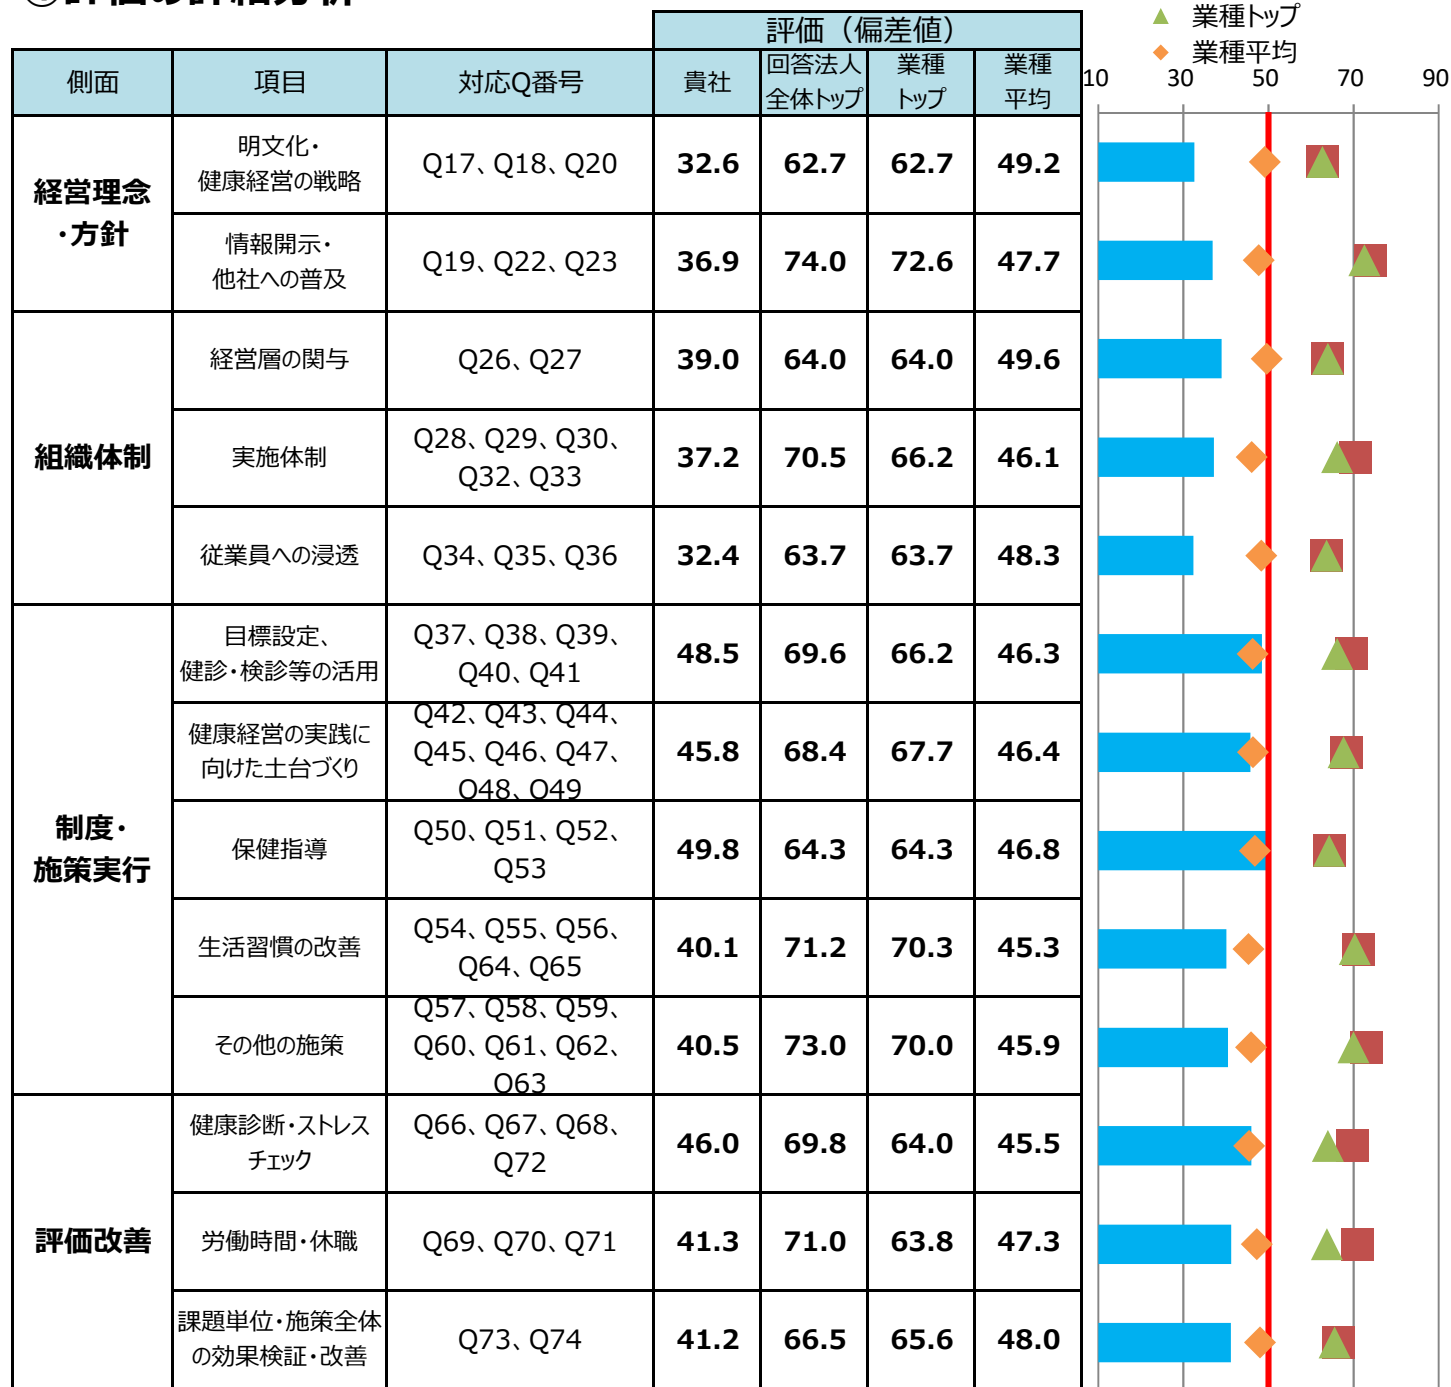 評価（偏差値）
業種トップ
業種平均
側面 項目 対応Q番号 貴社 回答法人 業種 業種
全体トップ トップ 平均
10 30 50 70 90
経営理念
・方針
明文化・
健康経営の戦略
Q17、Q18、Q20 32.6 62.7 62.7 49.2
情報開示・
他社への普及
Q19、Q22、Q23 36.9 74.0 72.6 47.7
組織体制
経営層の関与 Q26、Q27 39.0 64.0 64.0 49.6
実施体制
Q28、Q29、Q30、
Q32、Q33
37.2 70.5 66.2 46.1
従業員への浸透 Q34、Q35、Q36 32.4 63.7 63.7 48.3
制度・
施策実行
目標設定、
健診・検診等の活用
Q37、Q38、Q39、
Q40、Q41
48.5 69.6 66.2 46.3
健康経営の実践に
向けた土台づくり
Q42、Q43、Q44、
Q45、Q46、Q47、
Q48、Q49
45.8 68.4 67.7 46.4
保健指導
Q50、Q51、Q52、
Q53
49.8 64.3 64.3 46.8
生活習慣の改善
Q54、Q55、Q56、
Q64、Q65
40.1 71.2 70.3 45.3
その他の施策
Q57、Q58、Q59、
Q60、Q61、Q62、
Q63
40.5 73.0 70.0 45.9
評価改善
健康診断・ストレス
チェック
Q66、Q67、Q68、
Q72
46.0 69.8 64.0 45.5
労働時間・休職 Q69、Q70、Q71 41.3 71.0 63.8 47.3
課題単位・施策全体
の効果検証・改善
Q73、Q74 41.2 66.5 65.6 48.0